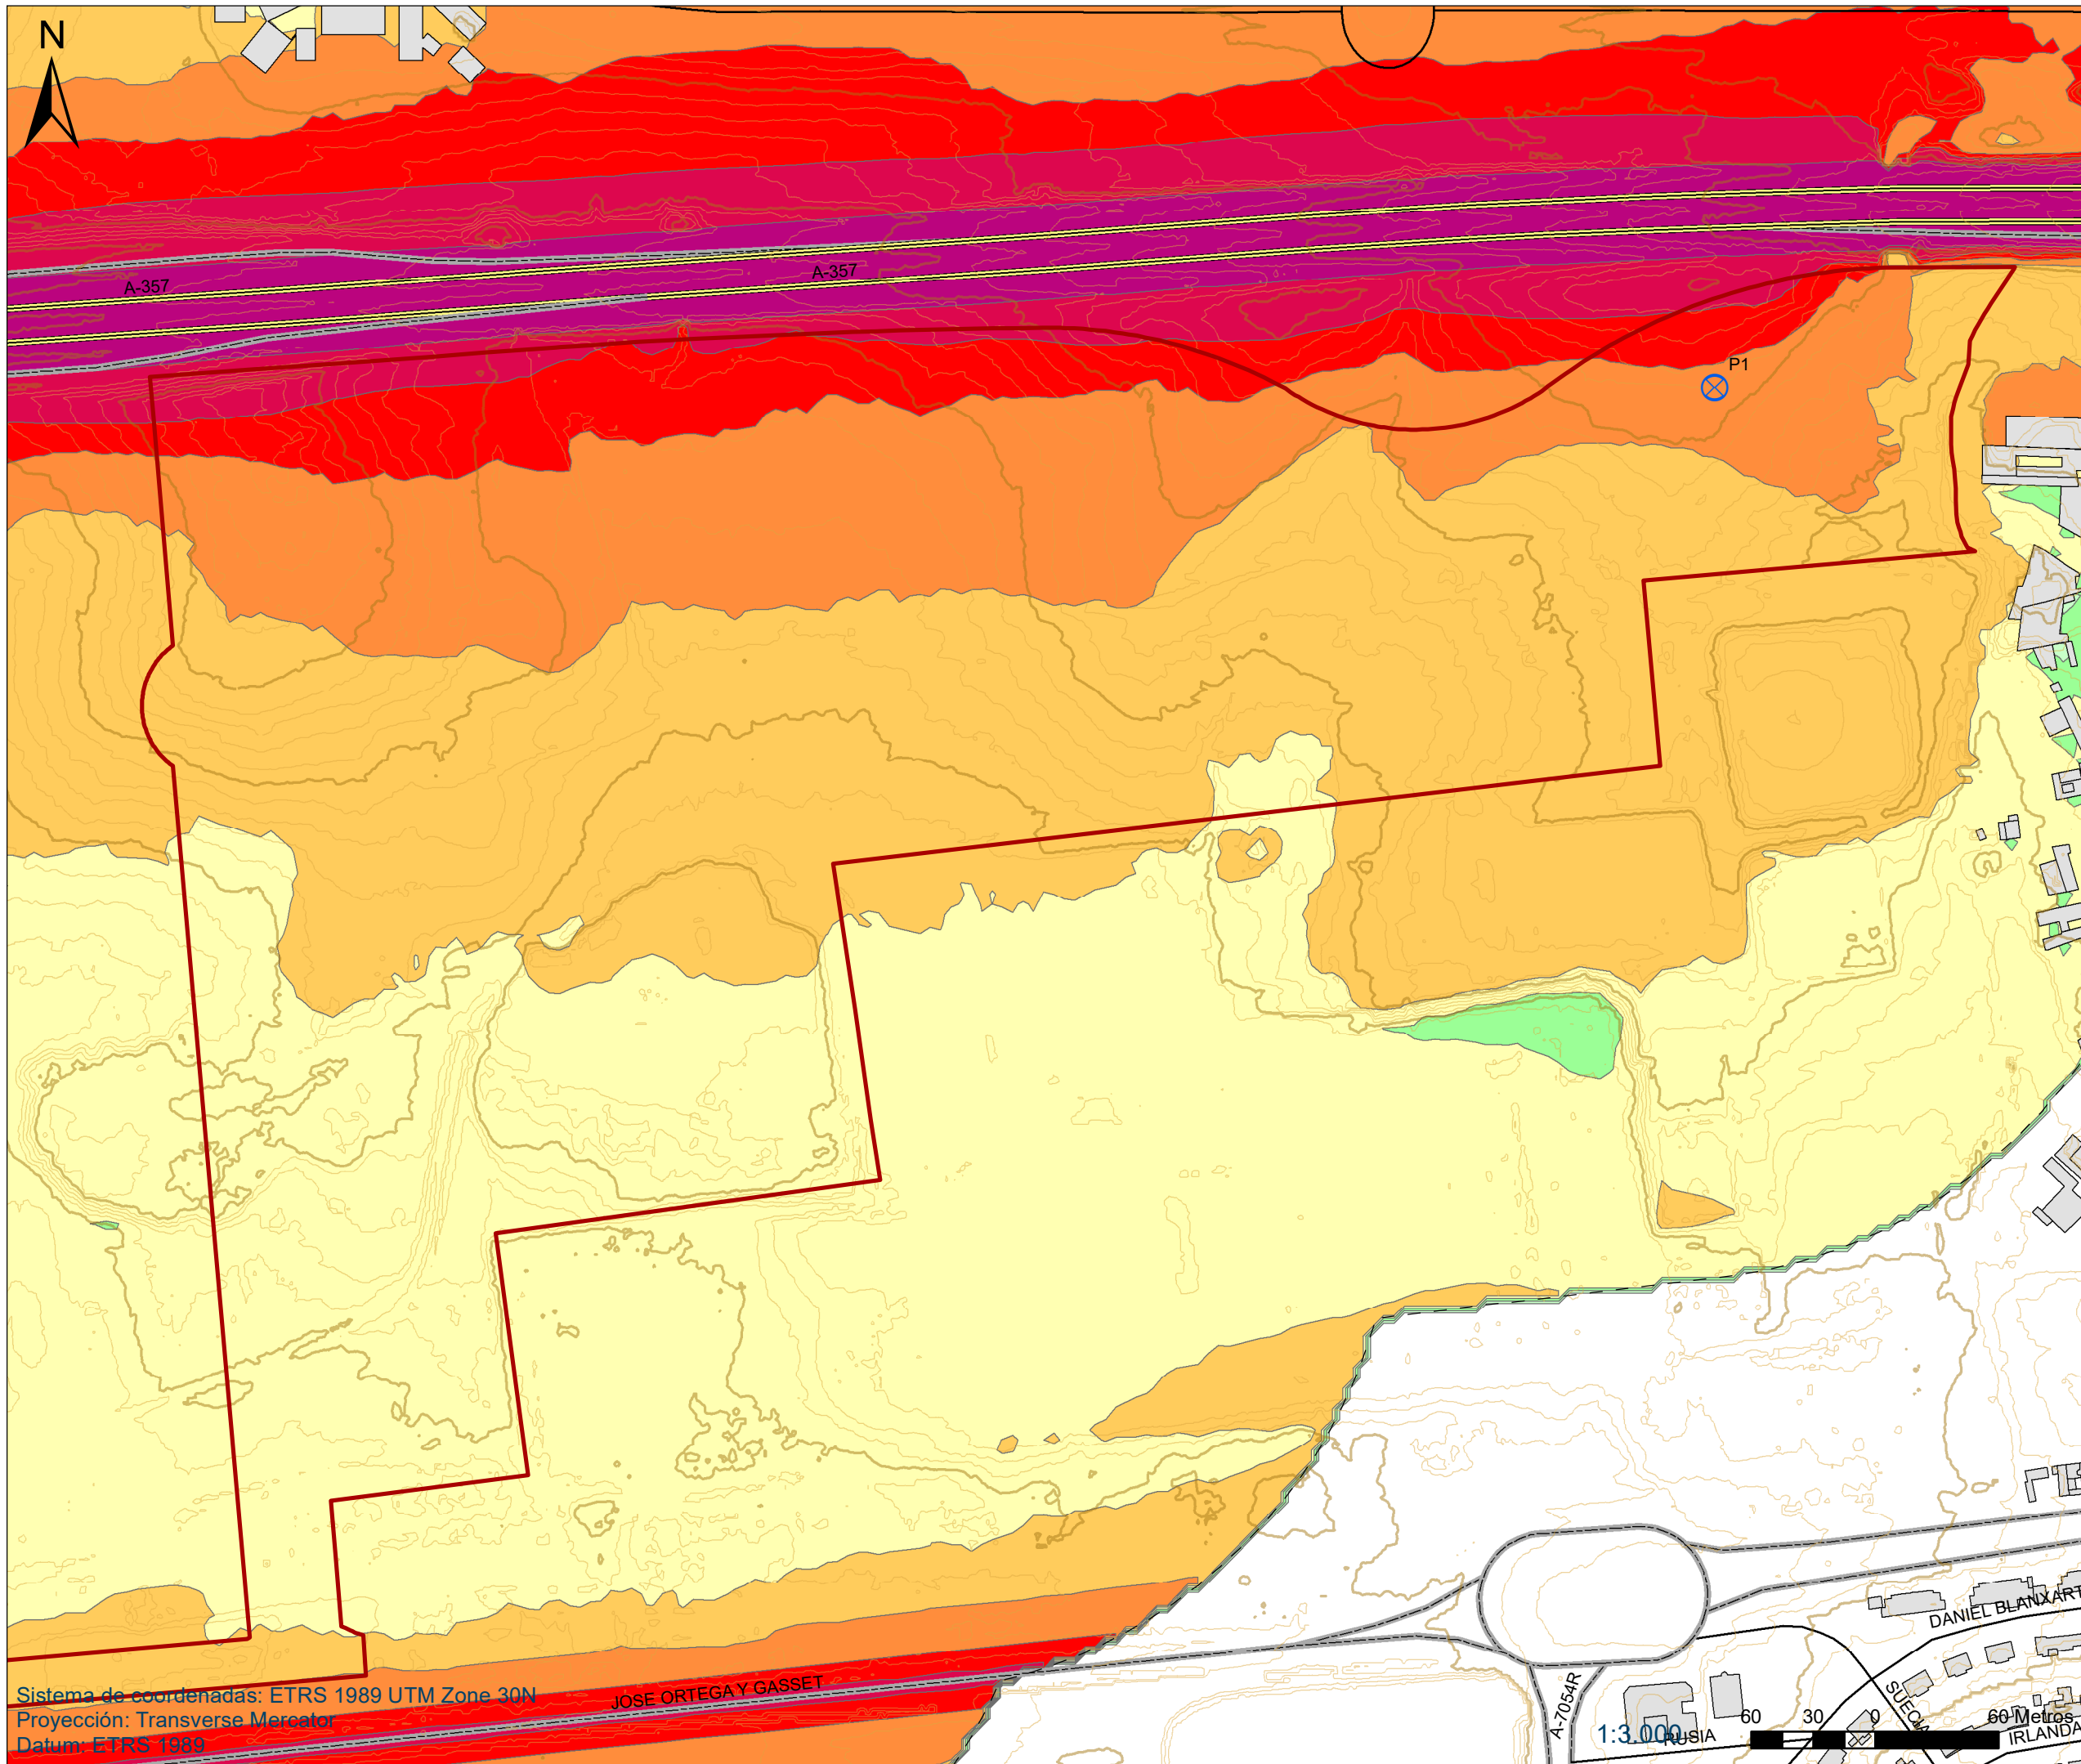 N
A-357
A-357
P1
JOSE ORTEGA Y GASSET
Sistema de coordenadas: ETRS 1989 UTM Zone 30N
Proyección: Transverse Mercator
Datum: ETRS 1989
DANIEL BLANXART
SUECIA
A-7054R
RUSIA
IRLANDA
1:3.000
60 30 0 60 Metros